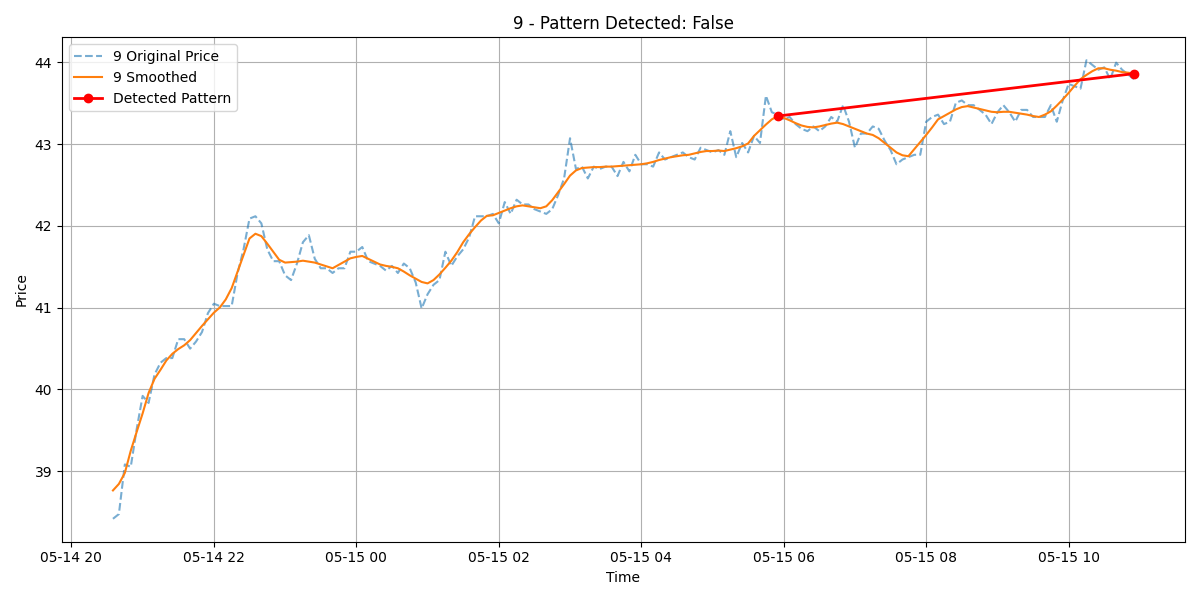 9 - Pattern Detected: False
9 Original Price
9 Smoothed
Detected Pattern
Price
44
43
42
41
40
39
05-14 20 05-14 22 05-15 00 05-15 02 05-15 04 05-15 06 05-15 08 05-15 10
Time